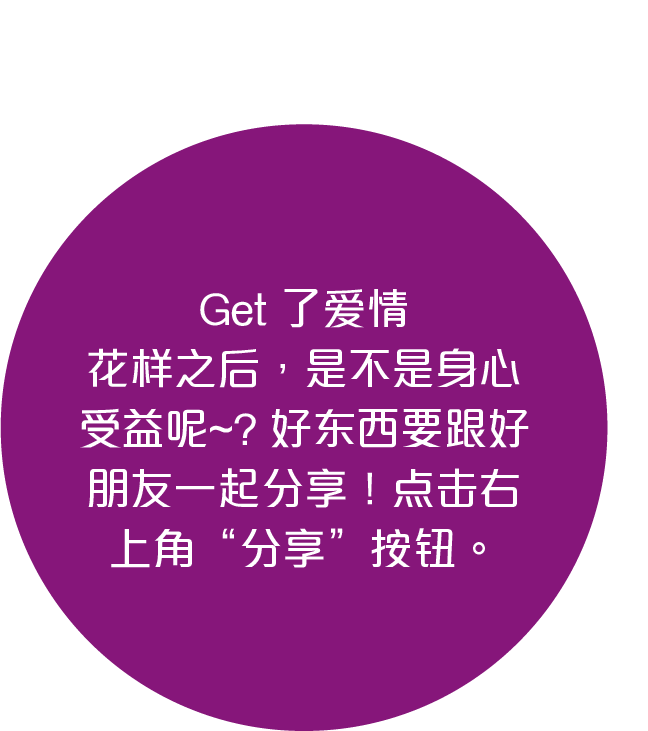 Get 了爱情
花样之后，是不是身心
受益呢~? 好东西要跟好
朋友一起分享！点击右
上角“分享”按钮。